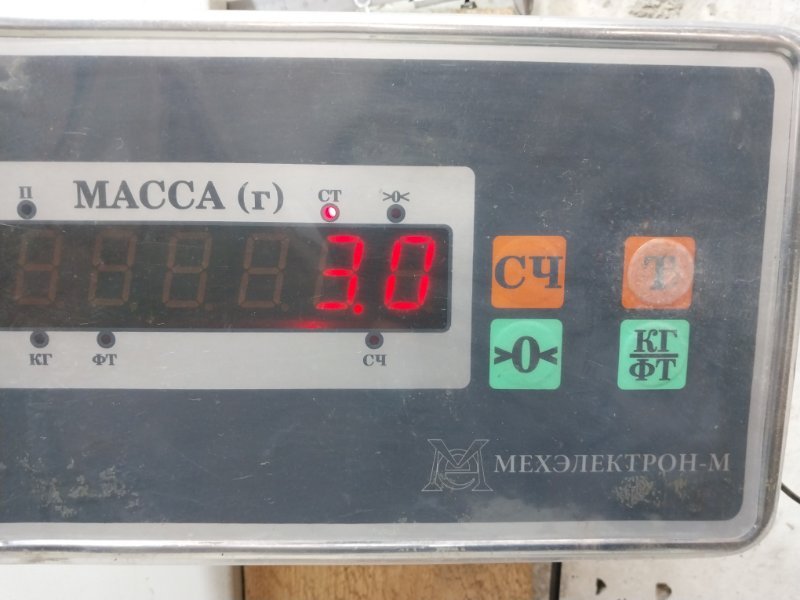 П МАССА (г) СТ >0<
3.0
КГ ФТ СЧ
СЧ Т
>0< КГ
ФТ
МЕХЭЛЕКТРОН-М